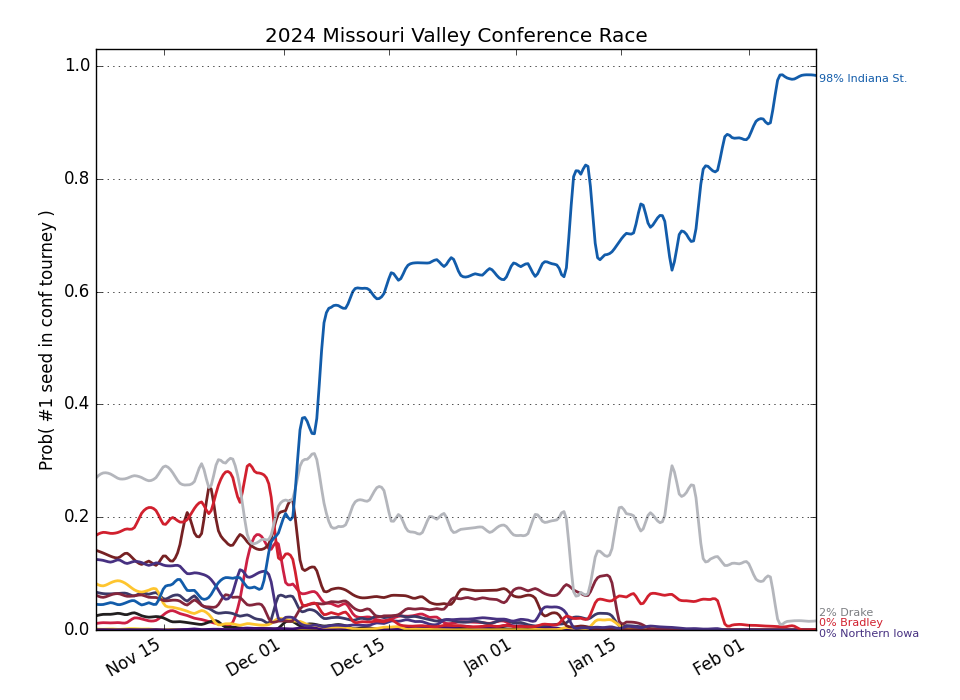 2024 Missouri Valley Conference Race
Prob( #1 seed in conf tourney )
1.0
0.8
0.6
0.4
0.2
0.0
Nov 15
Dec 01
Dec 15
Jan 01
Jan 15
Feb 01
98% Indiana St.
2% Drake
0% Bradley
0% Northern Iowa